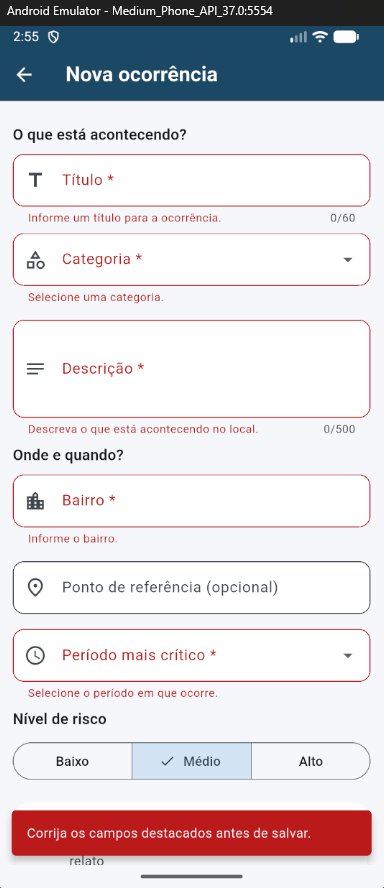 Android Emulator - Medium_Phone_API_37.0:5554
2:55
Nova ocorrência
O que está acontecendo?
Título *
Informe um título para a ocorrência. 0/60
Categoria *
Selecione uma categoria.
Descrição *
Descreva o que está acontecendo no local. 0/500
Onde e quando?
Bairro *
Informe o bairro.
Ponto de referência (opcional)
Período mais crítico *
Selecione o período em que ocorre.
Nível de risco
Baixo Médio Alto
Corrija os campos destacados antes de salvar.
relato